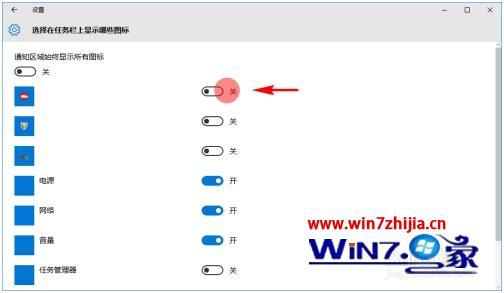 设置
选择在任务栏上显示哪些图标
通知区域始终显示所有图标
关
关
关
关
电源 开
网络 开
音量 开
任务管理器 关
www.win7zhijia.cn
Win7之家